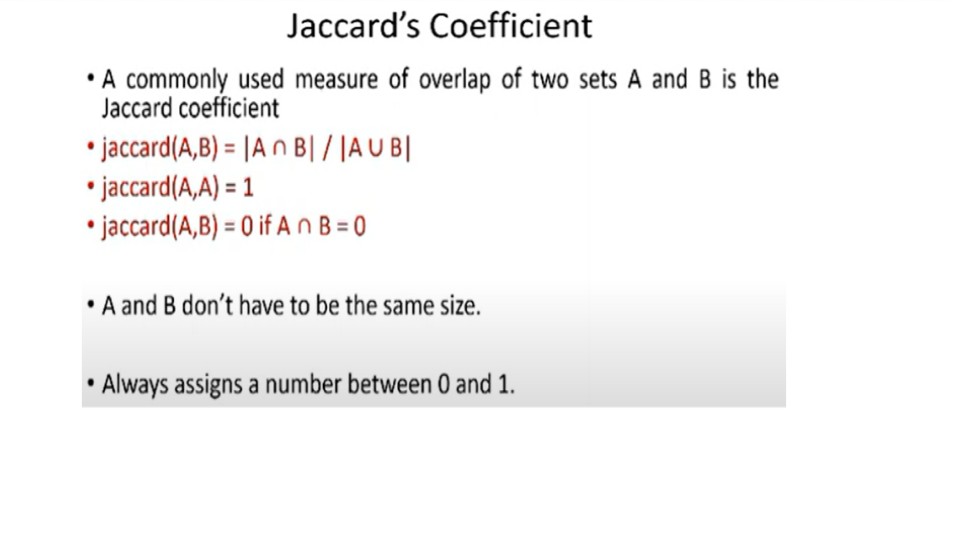 Jaccard’s Coefficient
• A commonly used measure of overlap of two sets A and B is the
Jaccard coefficient
• jaccard(A,B) = |A ∩ B| / |A ∪ B|
• jaccard(A,A) = 1
• jaccard(A,B) = 0 if A ∩ B = 0
• A and B don’t have to be the same size.
• Always assigns a number between 0 and 1.